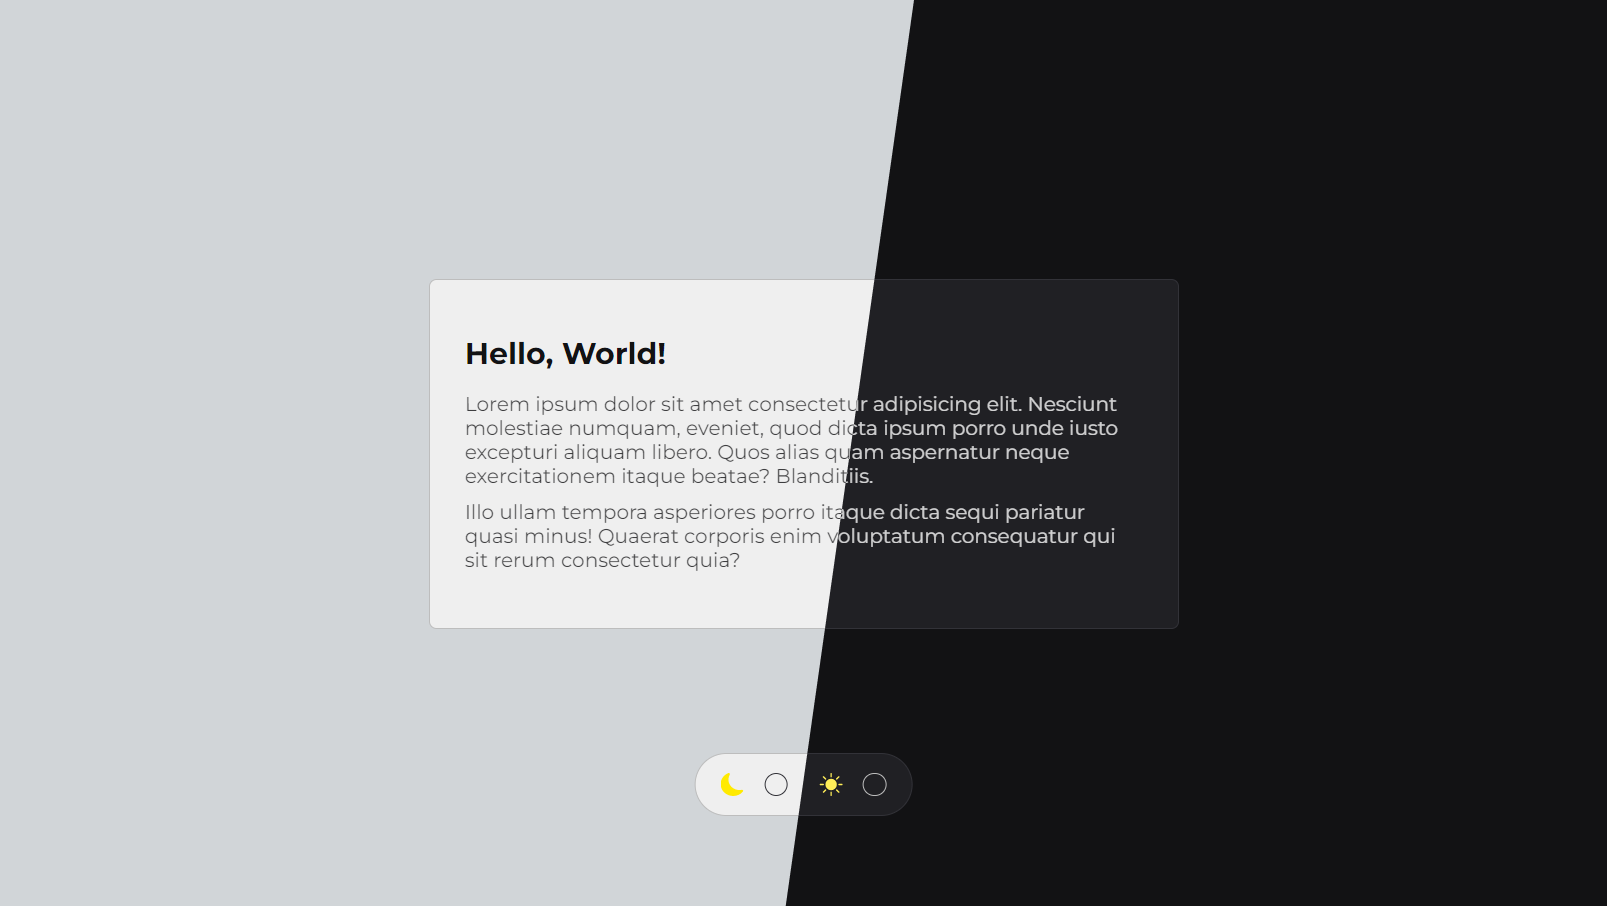 Hello, World!
Lorem ipsum dolor sit amet consectetur adipisicing elit. Nesciunt
molestiae numquam, eveniet, quod dicta ipsum porro unde iusto
excepturi aliquam libero. Quos alias quam aspernatur neque
exercitationem itaque beatae? Blanditiis.
Illo ullam tempora asperiores porro itaque dicta sequi pariatur
quasi minus! Quaerat corporis enim voluptatum consequatur qui
sit rerum consectetur quia?